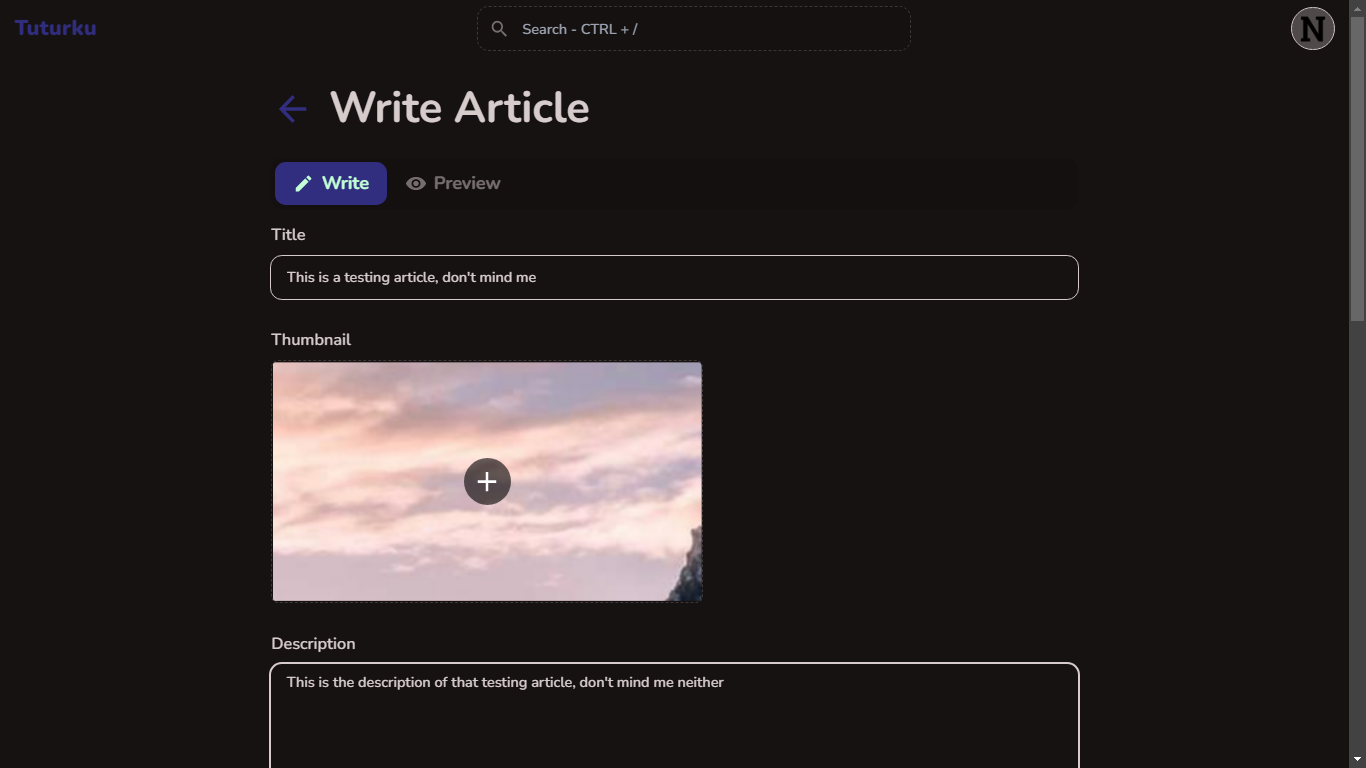 Tuturku
Search - CTRL + /
N
Write Article
Write
Preview
Title
This is a testing article, don't mind me
Thumbnail
Description
This is the description of that testing article, don't mind me neither